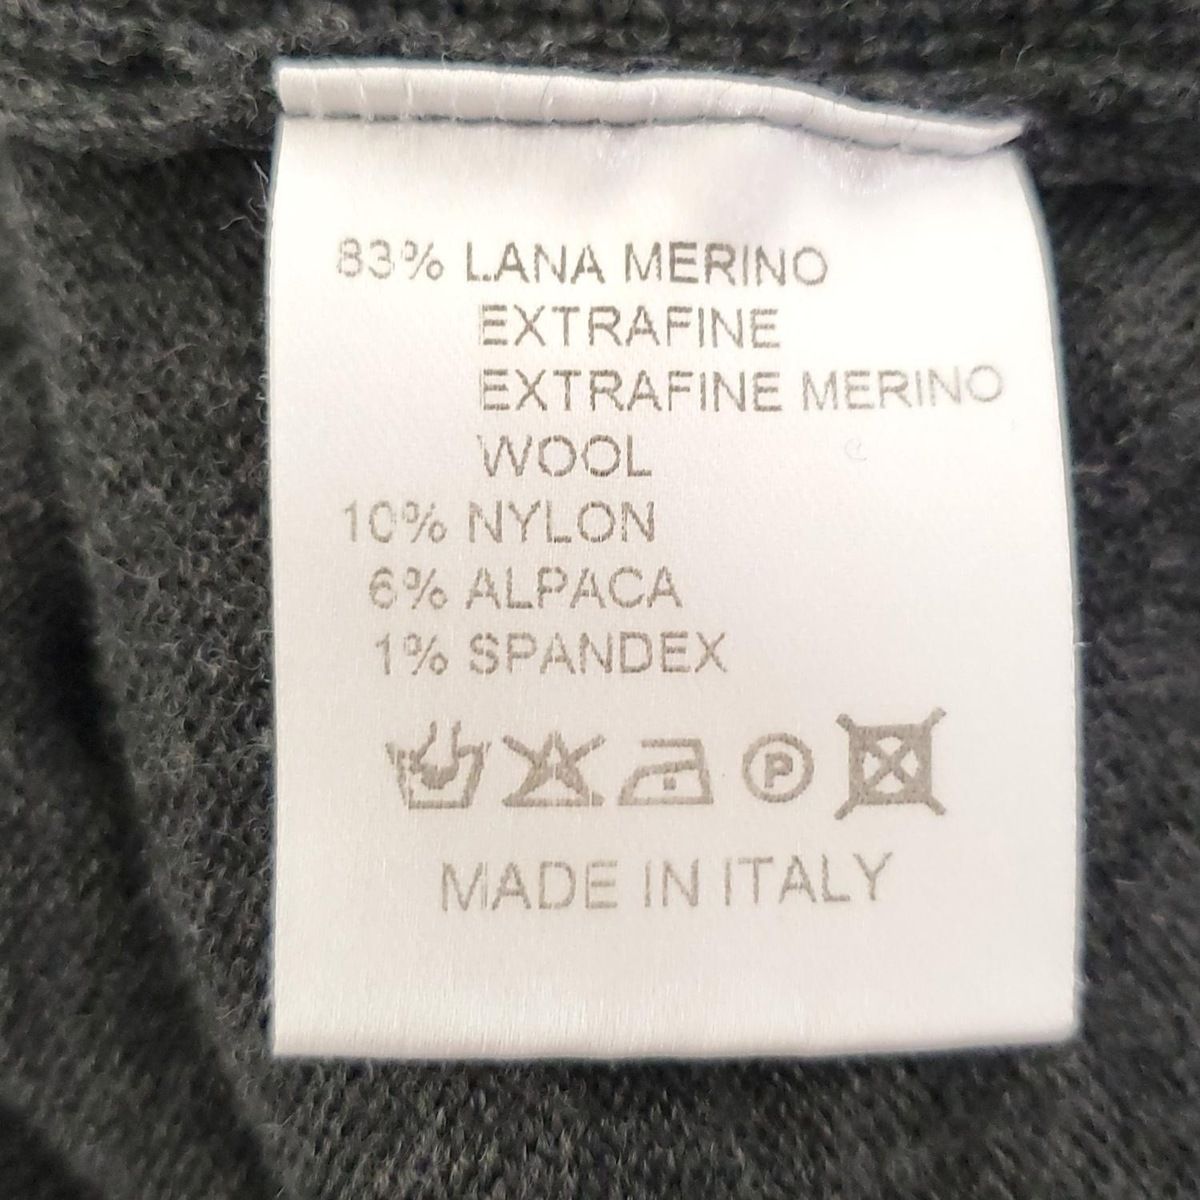 83% LANA MERINO
EXTRAFINE
EXTRAFINE MERINO
WOOL
10% NYLON
6% ALPACA
1% SPANDEX
P
MADE IN ITALY